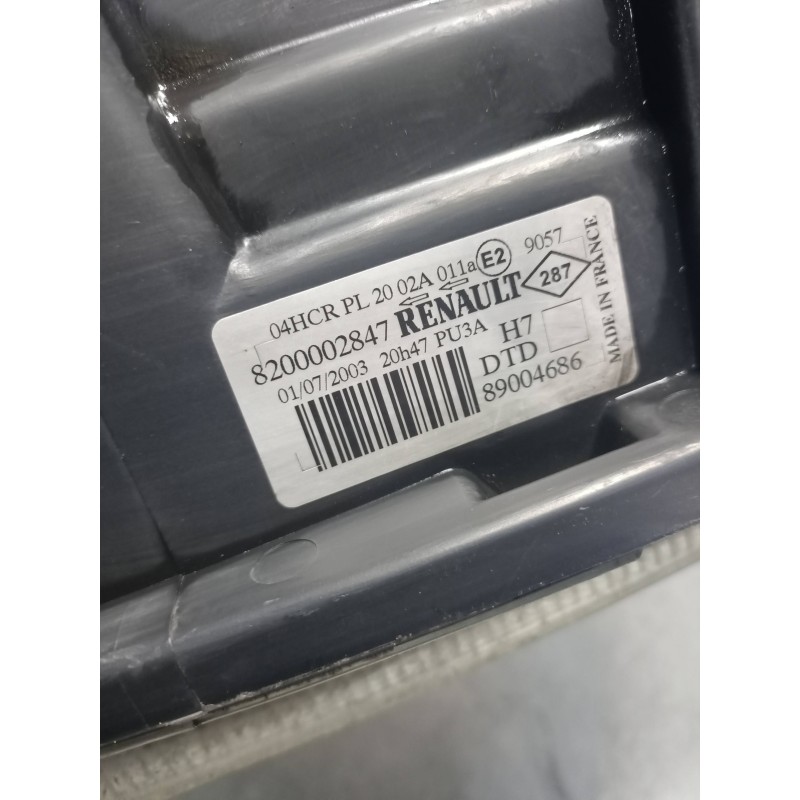 04HCR PL 20 02A 011a E2 9057
8200002847 RENAULT 287
01/07/2003 20h47 PU3A H7
DTD
89004686
MADE IN FRANCE